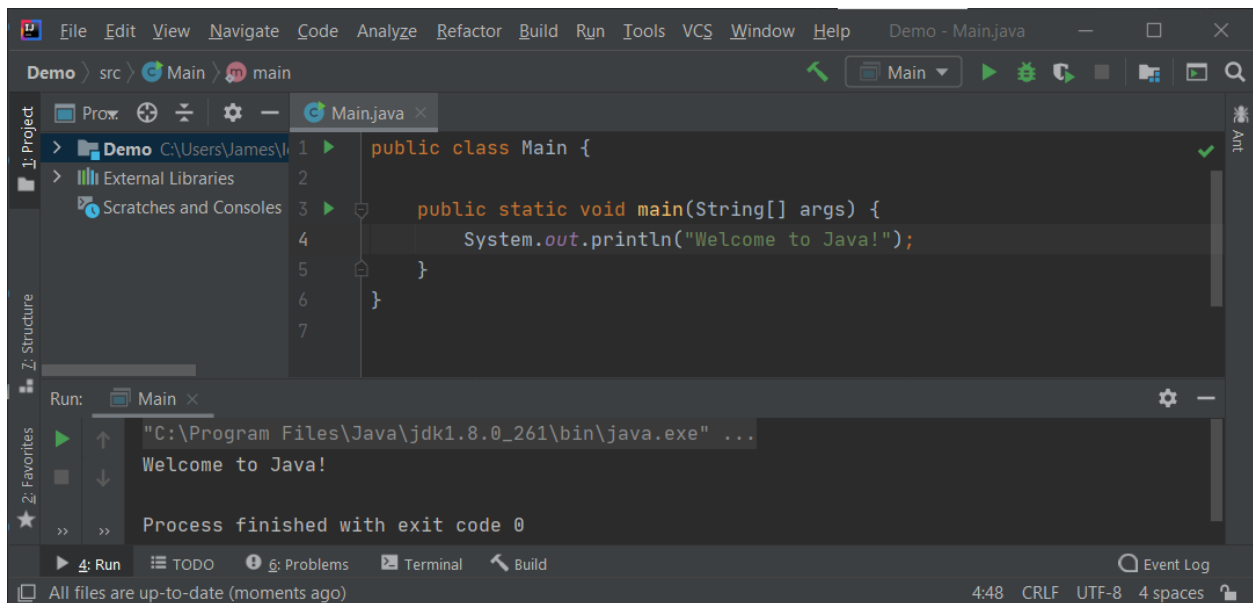 IJ File Edit View Navigate Code Analyze Refactor Build Run Tools VCS Window Help Demo - Main.java
Demo src Main main
Main
1: Project
Main.java
Demo C:\Users\James\
External Libraries
Scratches and Consoles
1 public class Main {
2
3 public static void main(String[] args) {
4 System.out.println("Welcome to Java!");
5 }
6 }
7
Ant
Z: Structure
2: Favorites
Run: Main
"C:\Program Files\Java\jdk1.8.0_261\bin\java.exe" ...
Welcome to Java!
Process finished with exit code 0
4: Run TODO 6: Problems Terminal Build Event Log
All files are up-to-date (moments ago) 4:48 CRLF UTF-8 4 spaces